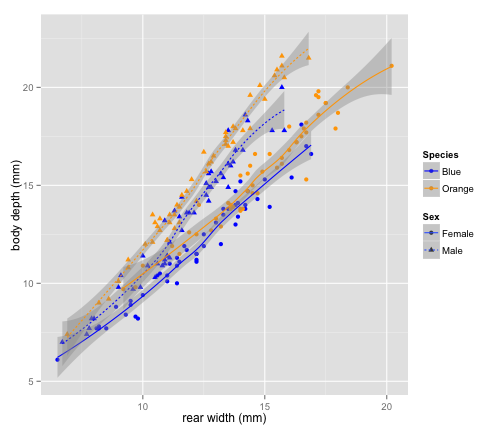 20
15
10
5
10
15
20
body depth (mm)
rear width (mm)
Species
Blue
Orange
Sex
Female
Male